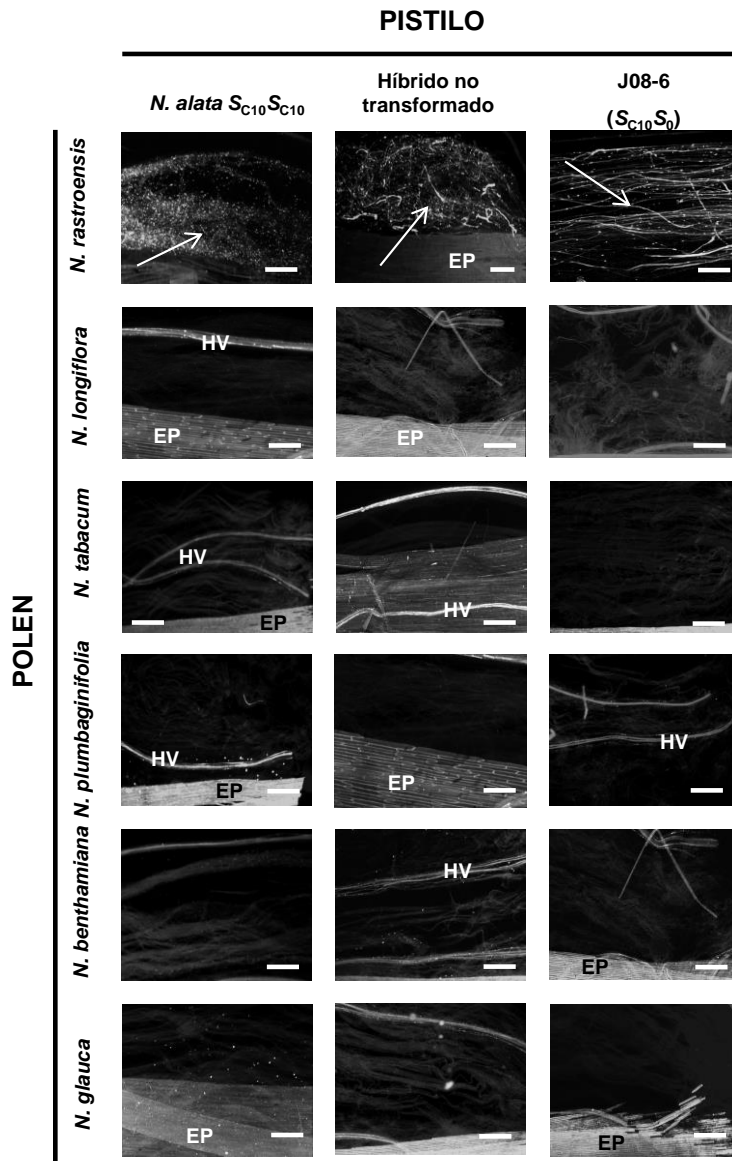 PISTILO
N. alata SC10SC10
Híbrido no
transformado
J08-6
(SC10S0)
POLEN
N. rastroensis
EP
N. longiflora
HV
EP
EP
N. tabacum
HV
EP
HV
N. plumbaginifolia
HV
EP
EP
HV
N. benthamiana
HV
EP
N. glauca
EP
EP